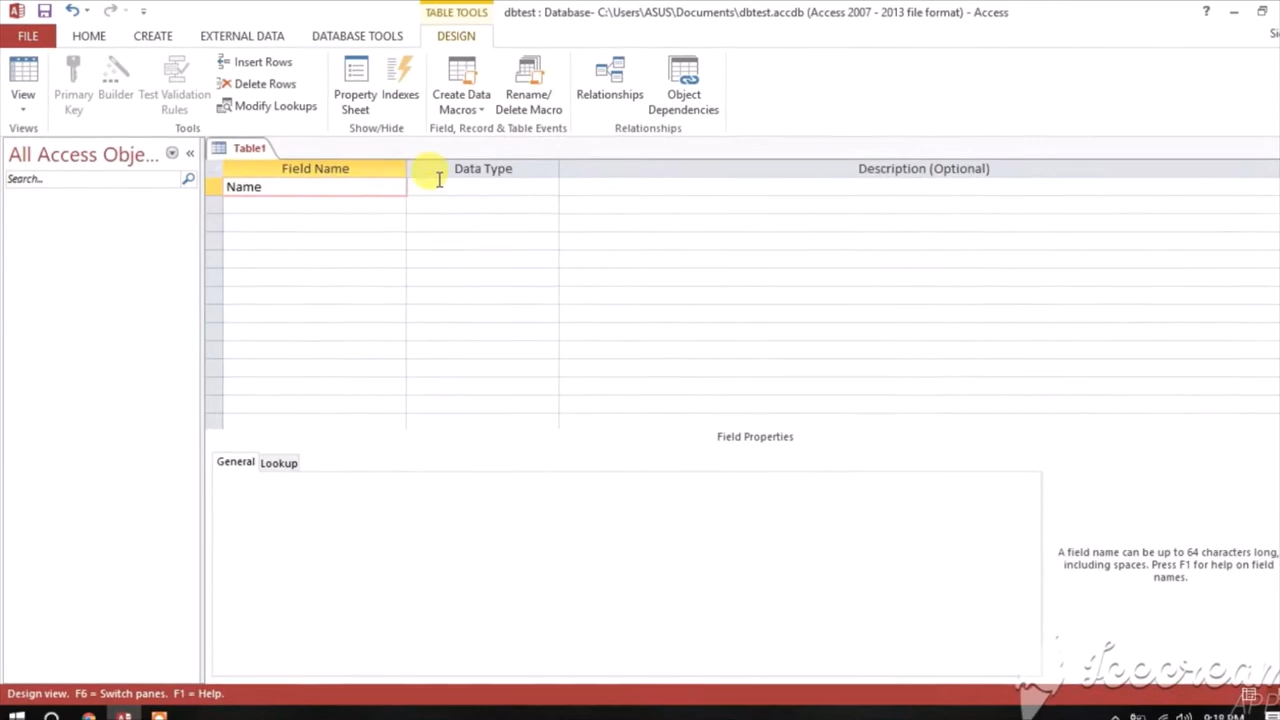 TABLE TOOLS
dbtest : Database- C:\Users\ASUS\Documents\dbtest.accdb (Access 2007 - 2013 file format) - Access
?
FILE
HOME
CREATE
EXTERNAL DATA
DATABASE TOOLS
DESIGN
View
Primary
Key
Builder
Test Validation
Rules
Insert Rows
Delete Rows
Modify Lookups
Property
Sheet
Indexes
Create Data
Macros
Rename/
Delete Macro
Relationships
Object
Dependencies
Views
Tools
Show/Hide
Field, Record & Table Events
Relationships
All Access Obje...
Search...
Table1
Field Name
Data Type
Description (Optional)
Name
Field Properties
General
Lookup
A field name can be up to 64 characters long,
including spaces. Press F1 for help on field
names.
Icecream
APP
Design view. F6 = Switch panes. F1 = Help.
9:18 PM